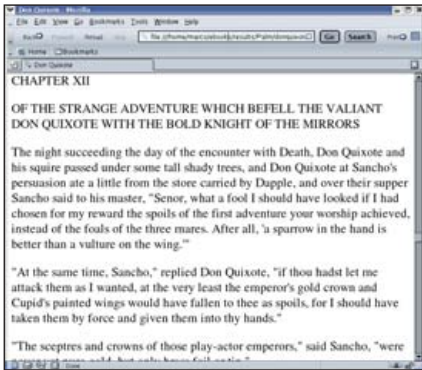 Don Quixote - Mozilla
File Edit View Go Bookmarks Tools Window Help
Back Reload Go Search Print
Home Bookmarks
Don Quixote
CHAPTER XII
OF THE STRANGE ADVENTURE WHICH BEFELL THE VALIANT
DON QUIXOTE WITH THE BOLD KNIGHT OF THE MIRRORS
The night succeeding the day of the encounter with Death, Don Quixote and
his squire passed under some tall shady trees, and Don Quixote at Sancho's
persuasion ate a little from the store carried by Dapple, and over their supper
Sancho said to his master, "Senor, what a fool I should have looked if I had
chosen for my reward the spoils of the first adventure your worship achieved,
instead of the foals of the three mares. After all, 'a sparrow in the hand is
better than a vulture on the wing.'"
"At the same time, Sancho," replied Don Quixote, "if thou hadst let me
attack them as I wanted, at the very least the emperor's gold crown and
Cupid's painted wings would have fallen to thee as spoils, for I should have
taken them by force and given them into thy hands."
"The sceptres and crowns of those play-actor emperors," said Sancho, "were
Done